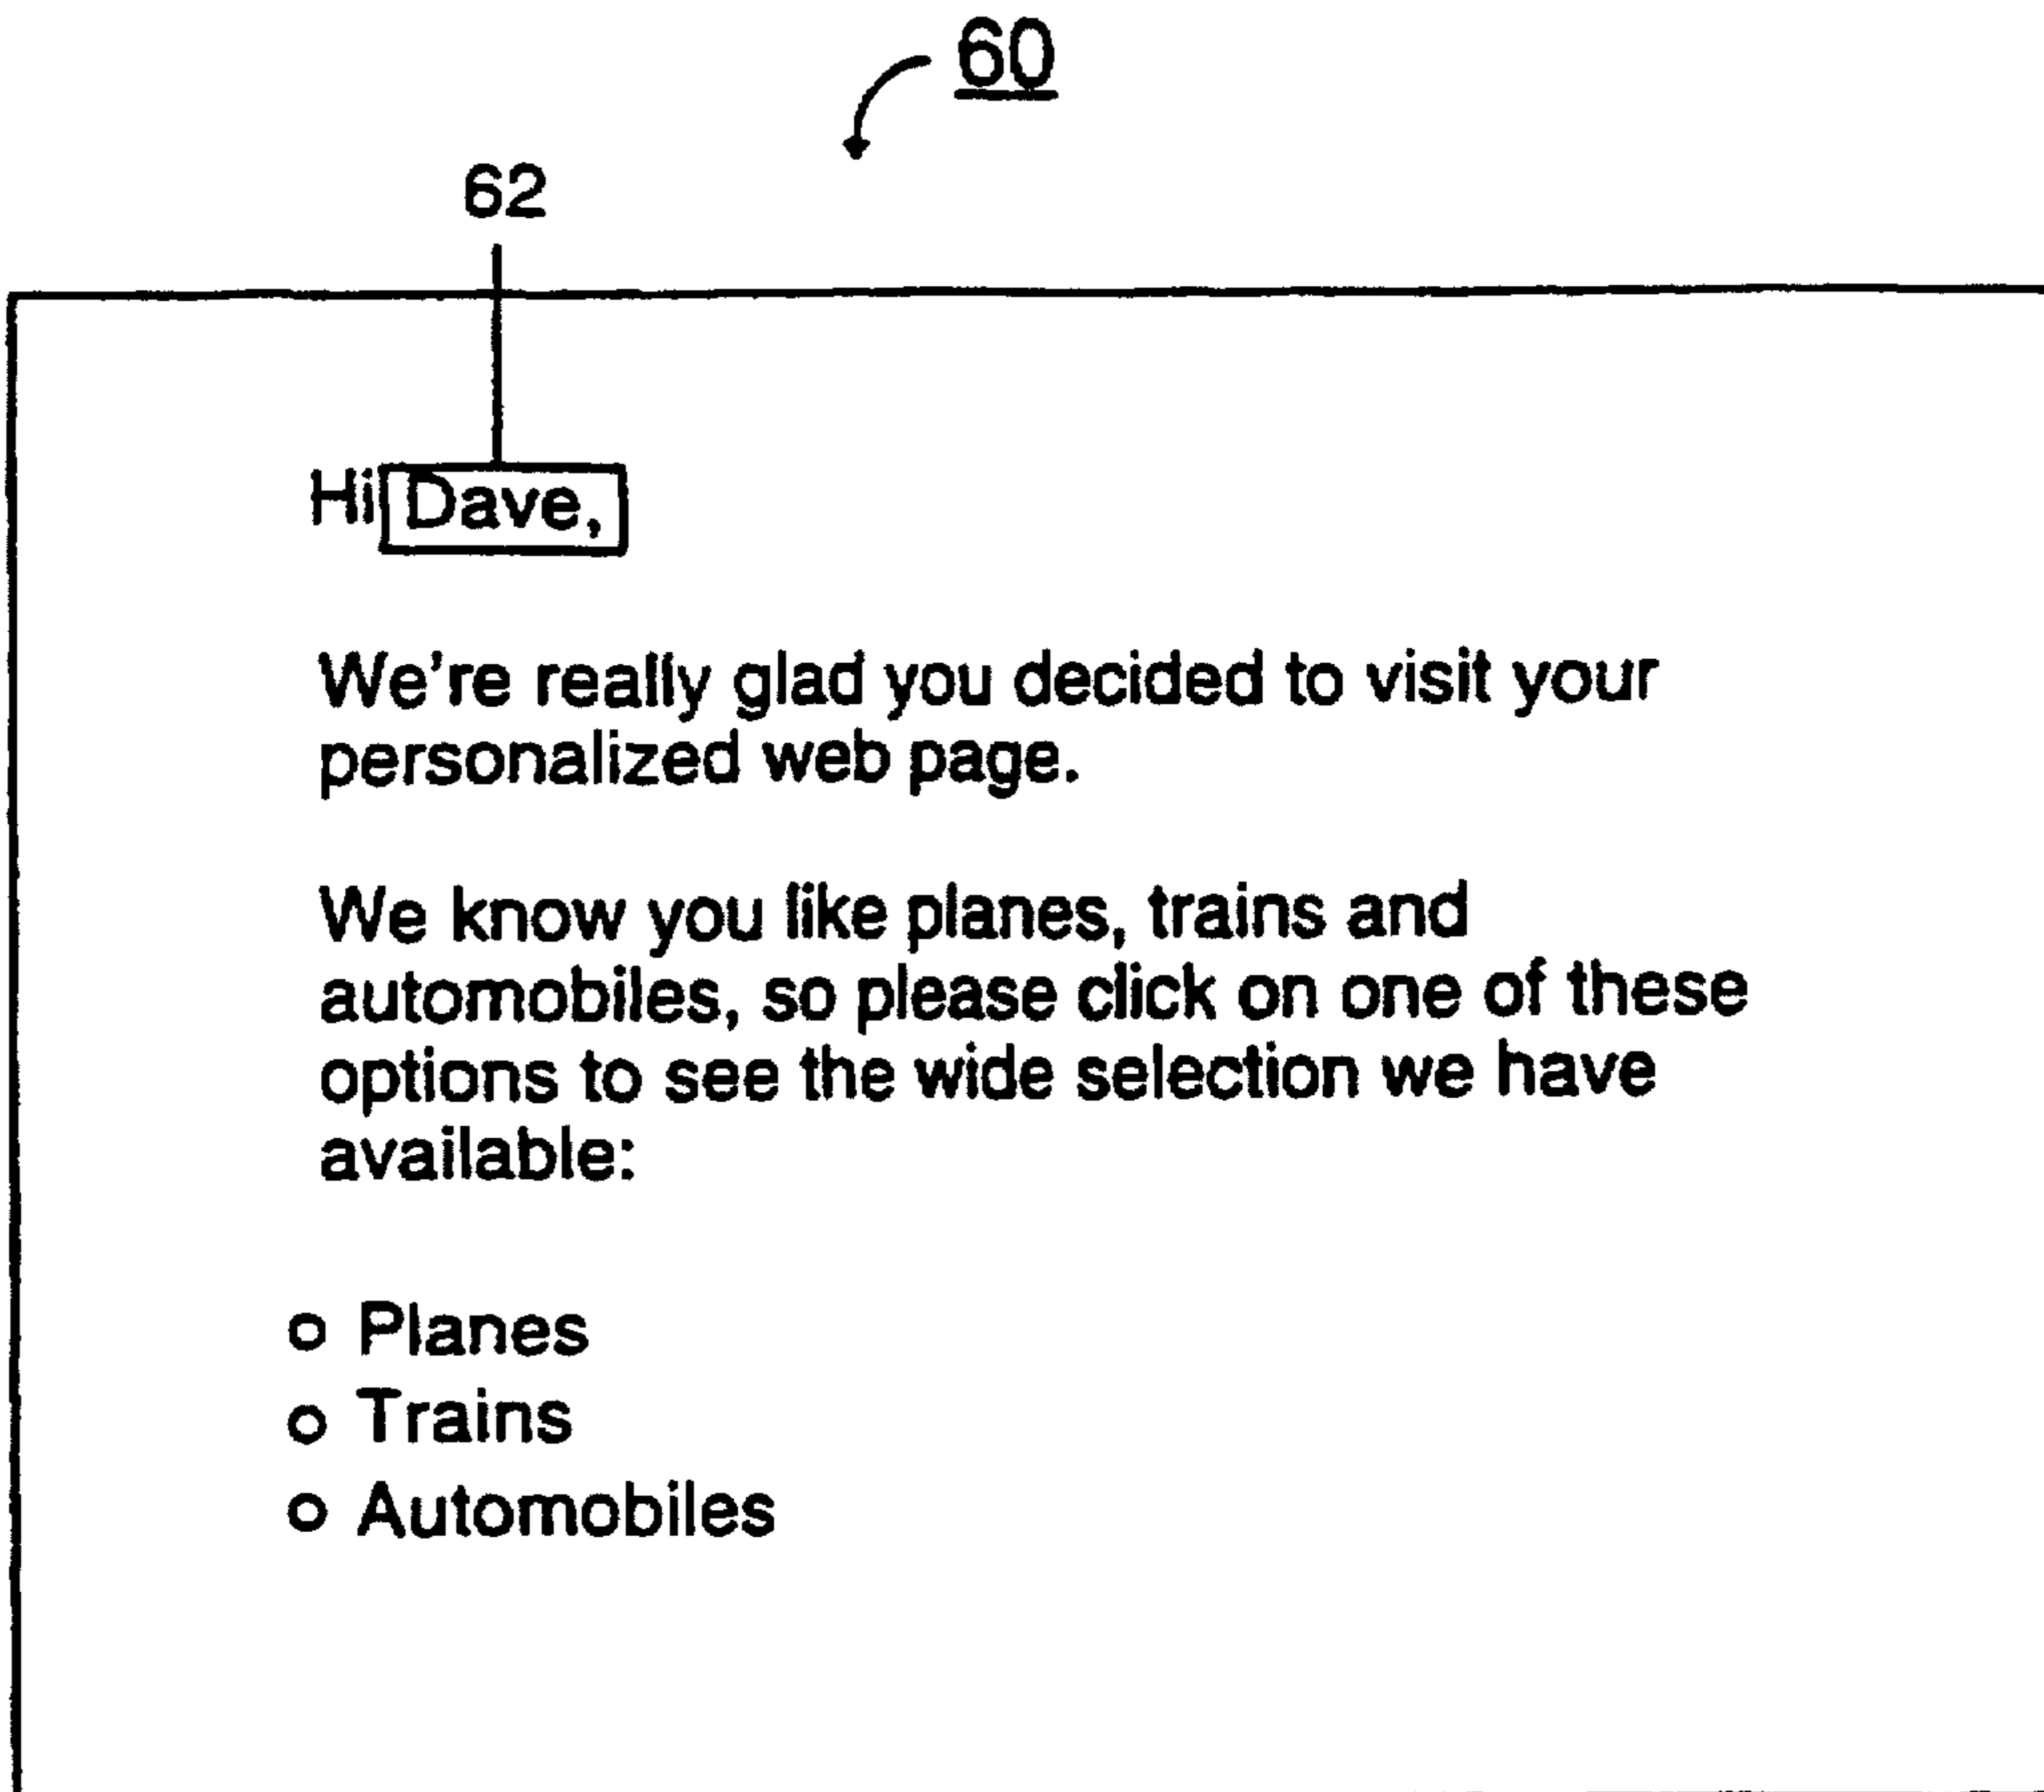 60
62
Hi Dave,
We're really glad you decided to visit your
personalized web page.
We know you like planes, trains and
automobiles, so please click on one of these
options to see the wide selection we have
available:
o Planes
o Trains
o Automobiles